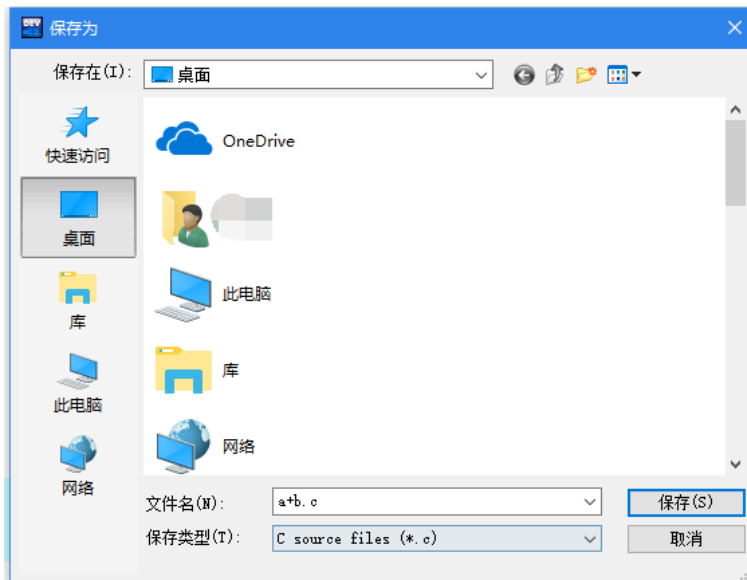 DEV
保存为
保存在(I):
桌面
快速访问
桌面
库
此电脑
网络
OneDrive
此电脑
库
网络
文件名(N):
a+b.c
保存(S)
保存类型(T):
C source files (*.c)
取消